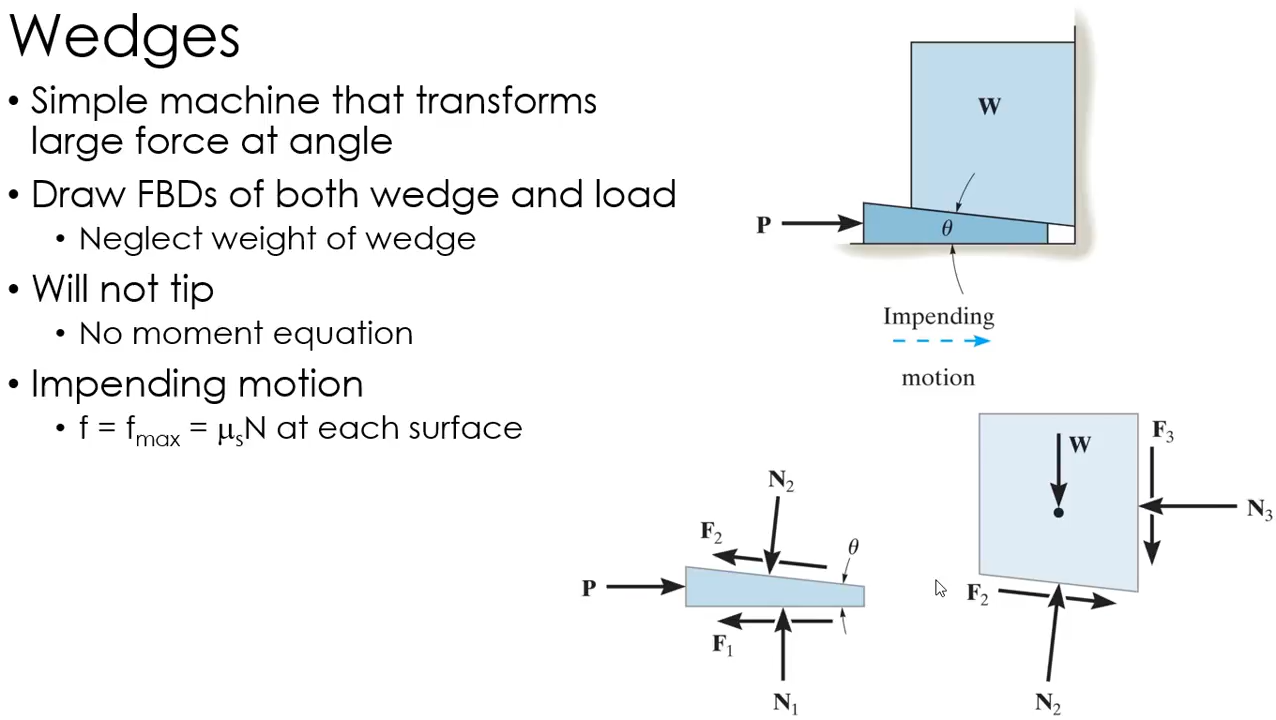 Wedges
• Simple machine that transforms
large force at angle
• Draw FBDs of both wedge and load
• Neglect weight of wedge
• Will not tip
• No moment equation
• Impending motion
• f = fmax = μsN at each surface
W
P
θ
Impending
motion
N2
F2
θ
P
F1
N1
W
F3
N3
F2
N2